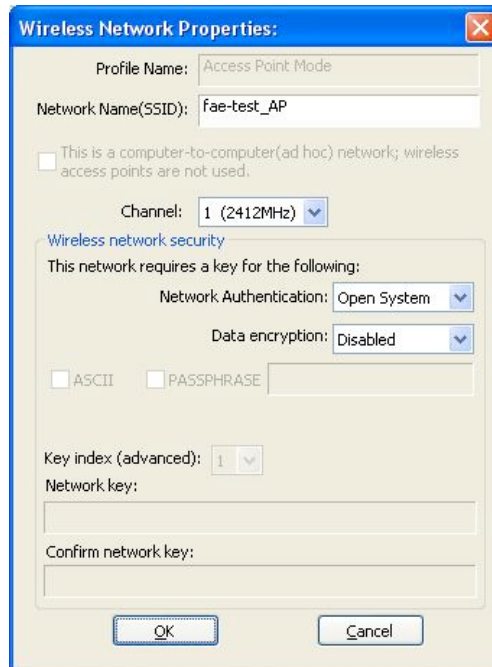 Wireless Network Properties:
Profile Name: Access Point Mode
Network Name(SSID): fae-test_AP
This is a computer-to-computer(ad hoc) network; wireless
access points are not used.
Channel: 1 (2412MHz)
Wireless network security
This network requires a key for the following:
Network Authentication: Open System
Data encryption: Disabled
ASCII PASSPHRASE
Key index (advanced): 1
Network key:
Confirm network key:
OK Cancel